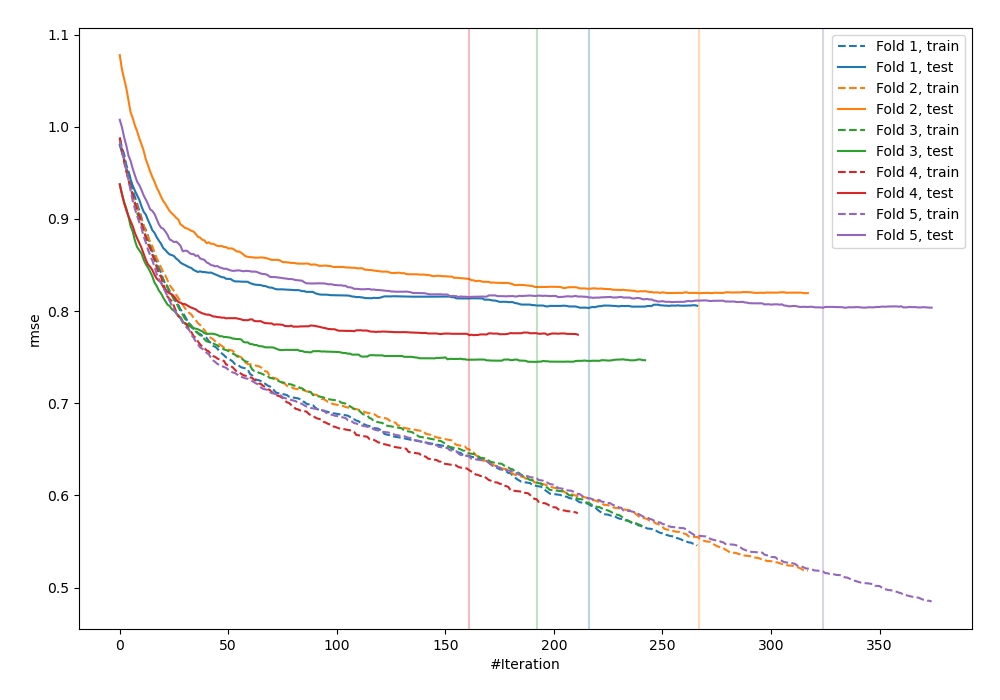 1.1
1.0
0.9
0.8
0.7
0.6
0.5
rmse
0
50
100
150
200
250
300
350
#Iteration
Fold 1, train
Fold 1, test
Fold 2, train
Fold 2, test
Fold 3, train
Fold 3, test
Fold 4, train
Fold 4, test
Fold 5, train
Fold 5, test